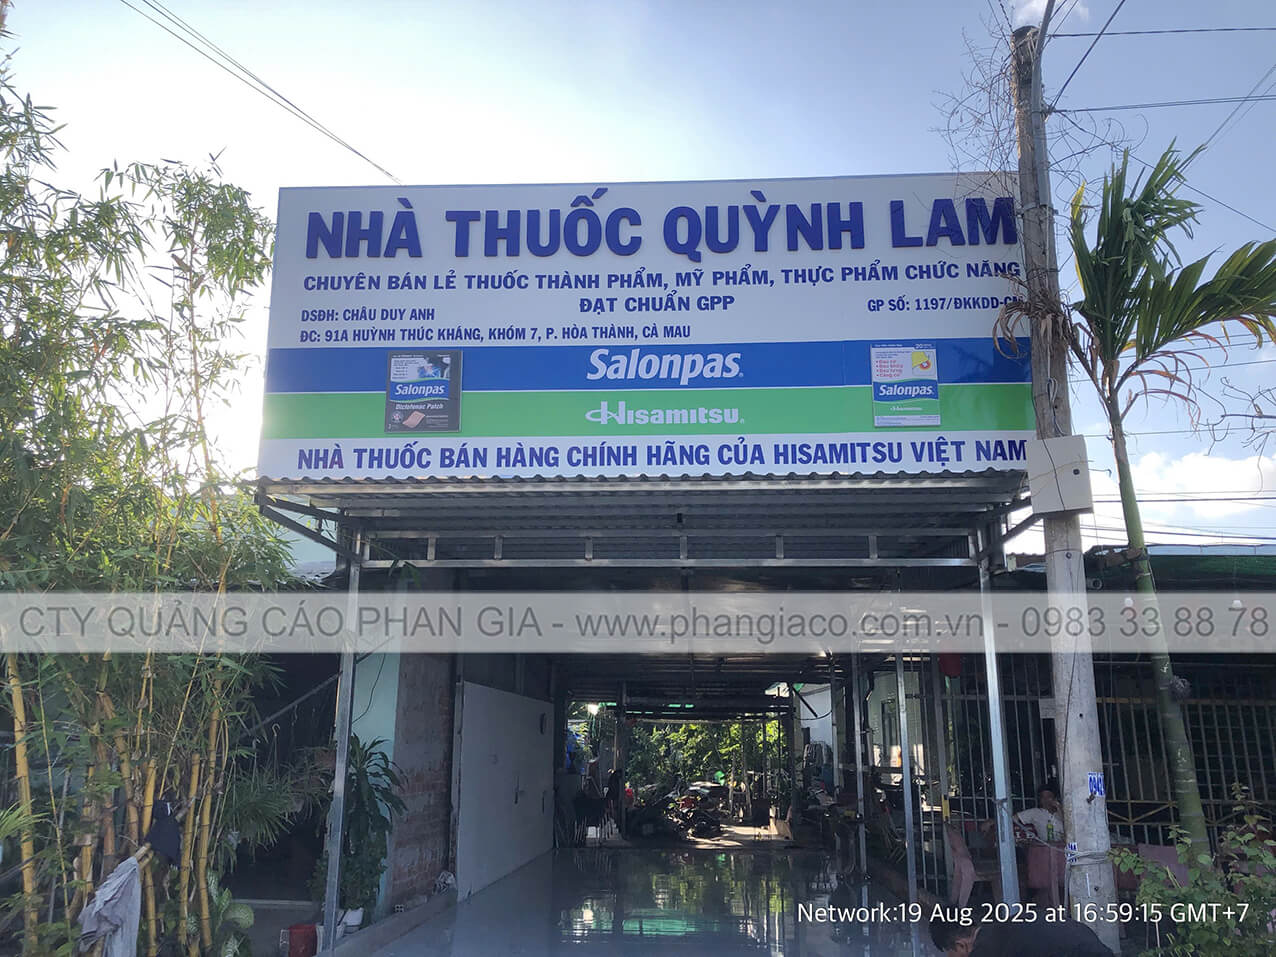 NHÀ THUỐC QUỲNH LAM
CHUYÊN BÁN LẺ THUỐC THÀNH PHẨM, MỸ PHẨM, THỰC PHẨM CHỨC NĂNG
ĐẠT CHUẨN GPP
DSĐH: CHÂU DUY ANH
GP SỐ: 1197/ĐKKDD-CM
ĐC: 91A HUỲNH THÚC KHÁNG, KHÓM 7, P. HÒA THÀNH, CÀ MAU
Salonpas®
Salonpas
Diclofenac Patch
Salonpas
Hisamitsu
Hisamitsu®
NHÀ THUỐC BÁN HÀNG CHÍNH HÃNG CỦA HISAMITSU VIỆT NAM
CTY QUẢNG CÁO PHAN GIA - www.phangiaco.com.vn - 0983 33 88 78
Network:19 Aug 2025 at 16:59:15 GMT+7